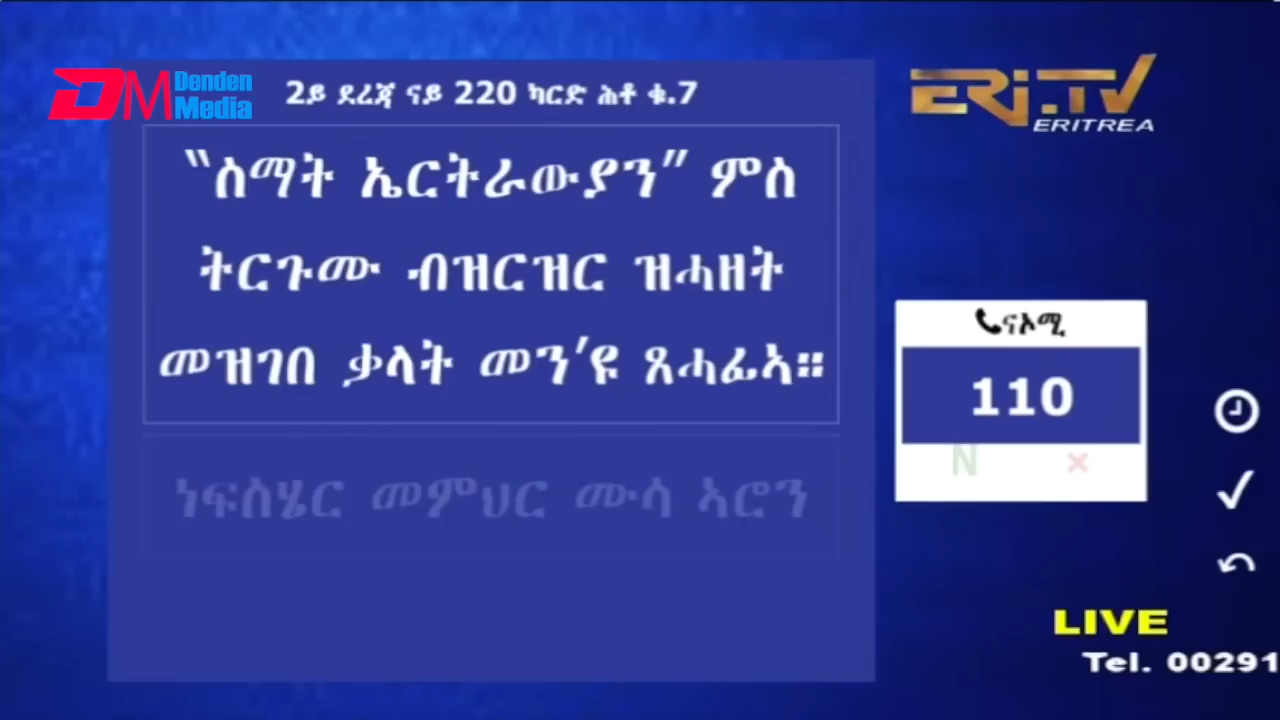 DM Denden
Media
2ይ ደረጃ ናይ 220 ካርድ ሕቶ ቁ.7
ERi.TV
ERITREA
“ስማት ኤርትራውያን” ምስ
ትርጉሙ ብዝርዝር ዝሓዘት
መዝገበ ቃላት መን’ዩ ጸሓፊኣ።
ናኦሚ
110
N ×
ነፍስሄር መምህር ሙሳ ኣሮን
LIVE
Tel. 00291